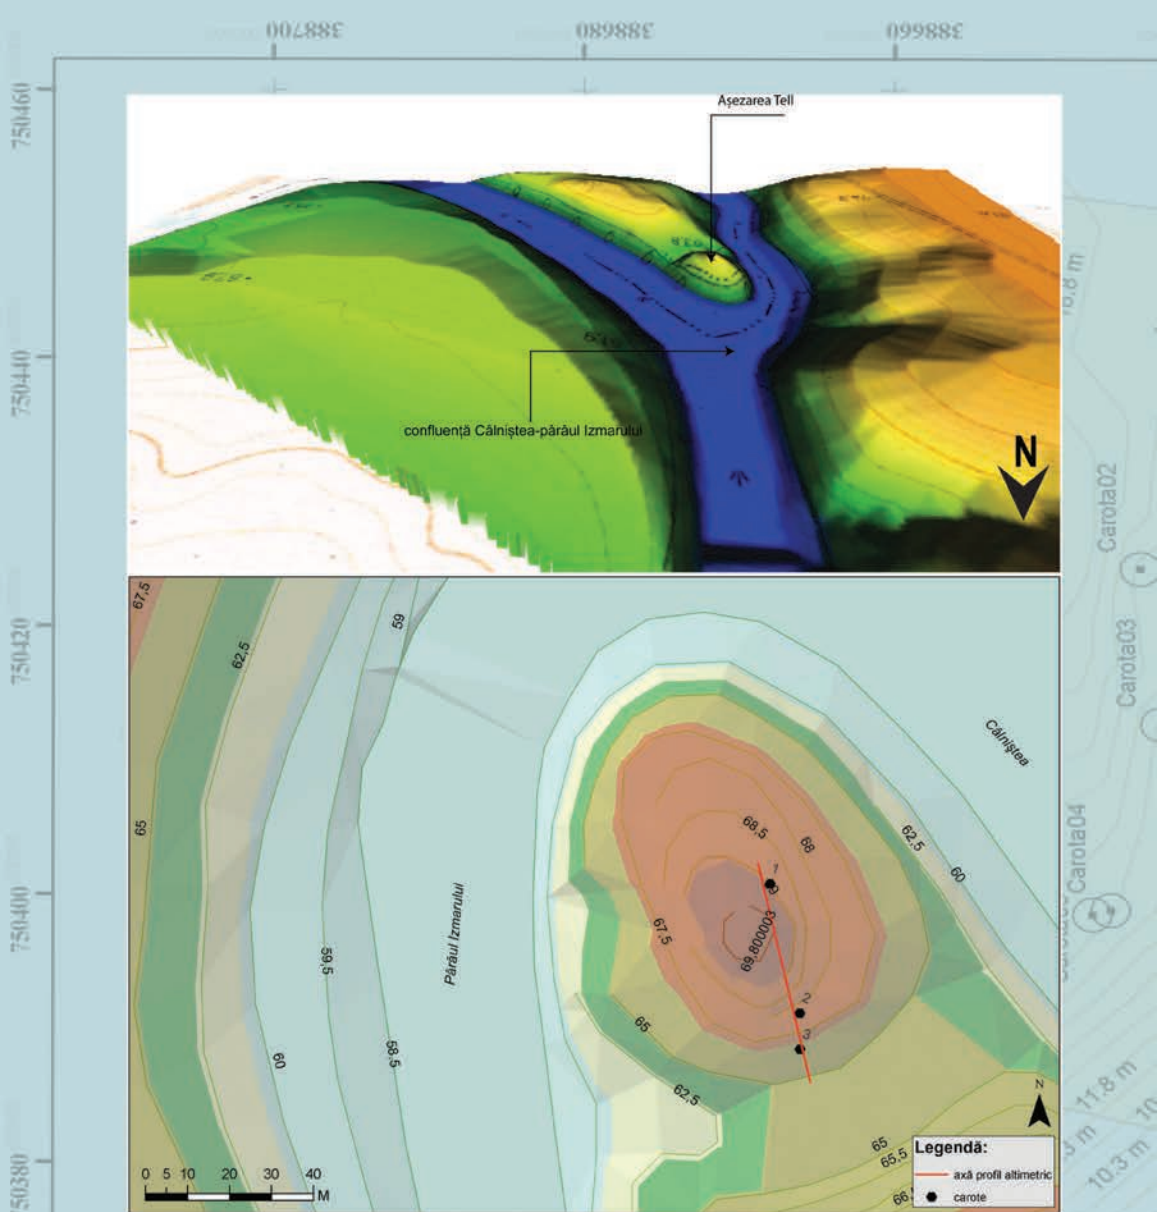 388700
388680
388660
750460
750440
750420
750400
750380
Așezarea Tell
confluență Câlniștea-pârâul Izmarului
N
Carota02
Carota03
Carota04
11.8 m
10.3 m
67,5
62,5
59
65
60
59,5
58,5
Pârâul Izmarului
Câlniștea
68,5
68
62,5
60
1
67,5
69,800003
2
3
65
62,5
65
65,5
N
0 5 10 20 30 40
M
Legendă:
axă profil altimetric
carote